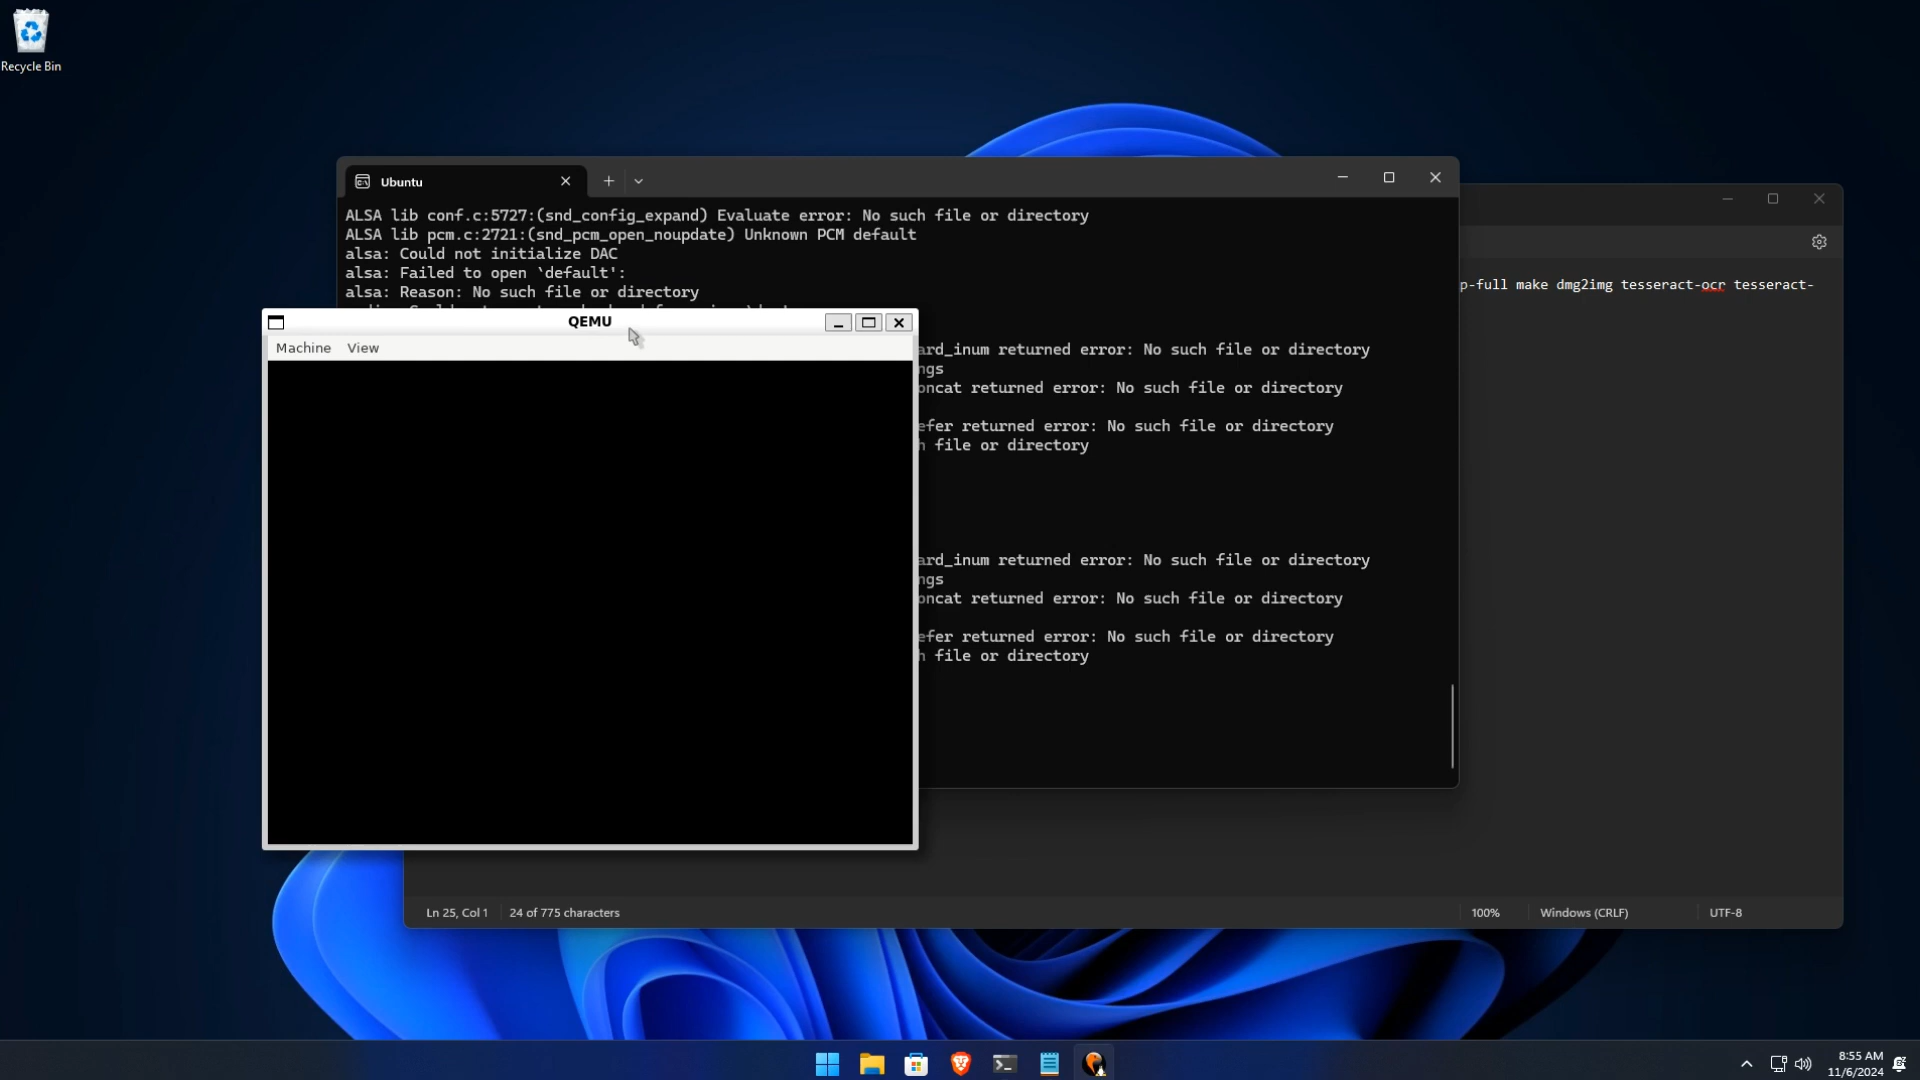 Recycle Bin
Ubuntu
ALSA lib conf.c:5727:(snd_config_expand) Evaluate error: No such file or directory
ALSA lib pcm.c:2721:(snd_pcm_open_noupdate) Unknown PCM default
alsa: Could not initialize DAC
alsa: Failed to open `default':
alsa: Reason: No such file or directory
p-full make dmg2img tesseract-ocr tesseract-
QEMU
Machine View
ard_inum returned error: No such file or directory
ngs
oncat returned error: No such file or directory
efer returned error: No such file or directory
h file or directory
ard_inum returned error: No such file or directory
ngs
oncat returned error: No such file or directory
efer returned error: No such file or directory
h file or directory
Ln 25, Col 1 24 of 775 characters 100% Windows (CRLF) UTF-8
8:55 AM
11/6/2024